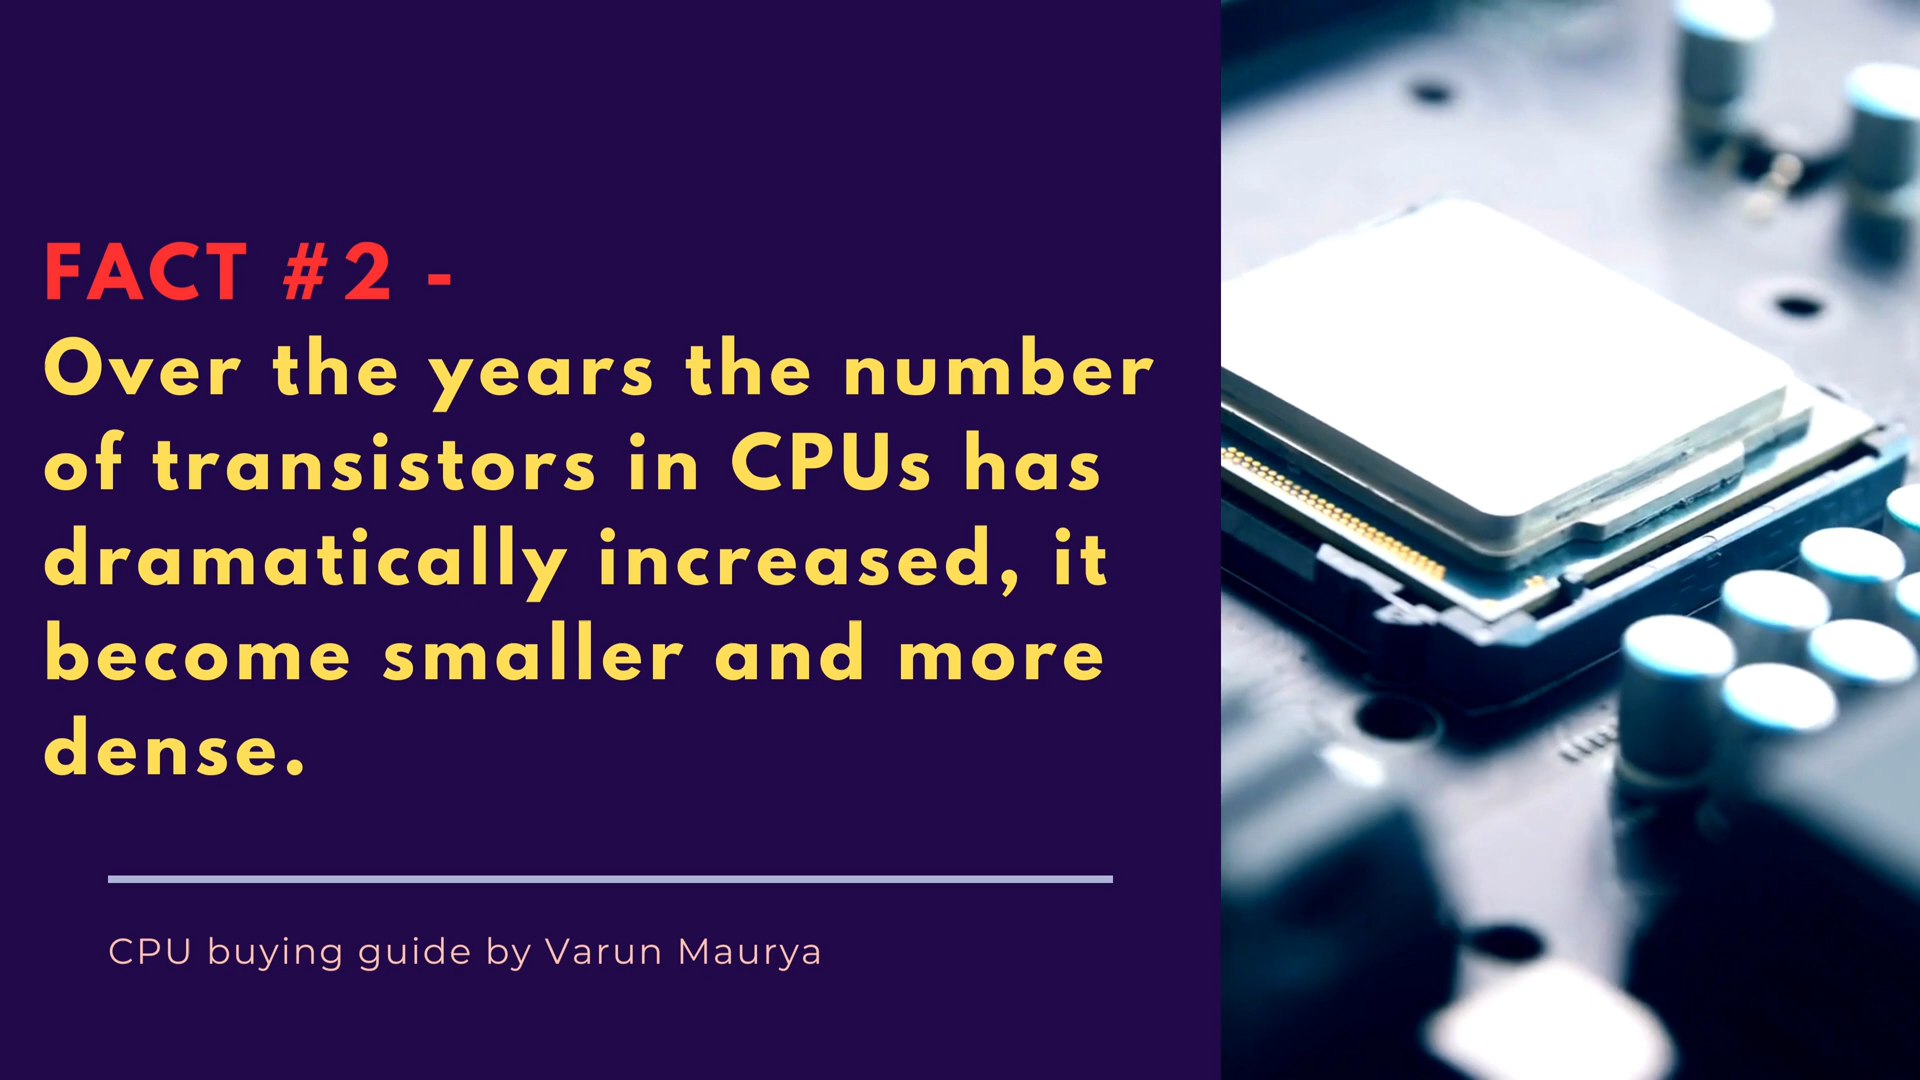 FACT #2 -
Over the years the number
of transistors in CPUs has
dramatically increased, it
become smaller and more
dense.
CPU buying guide by Varun Maurya